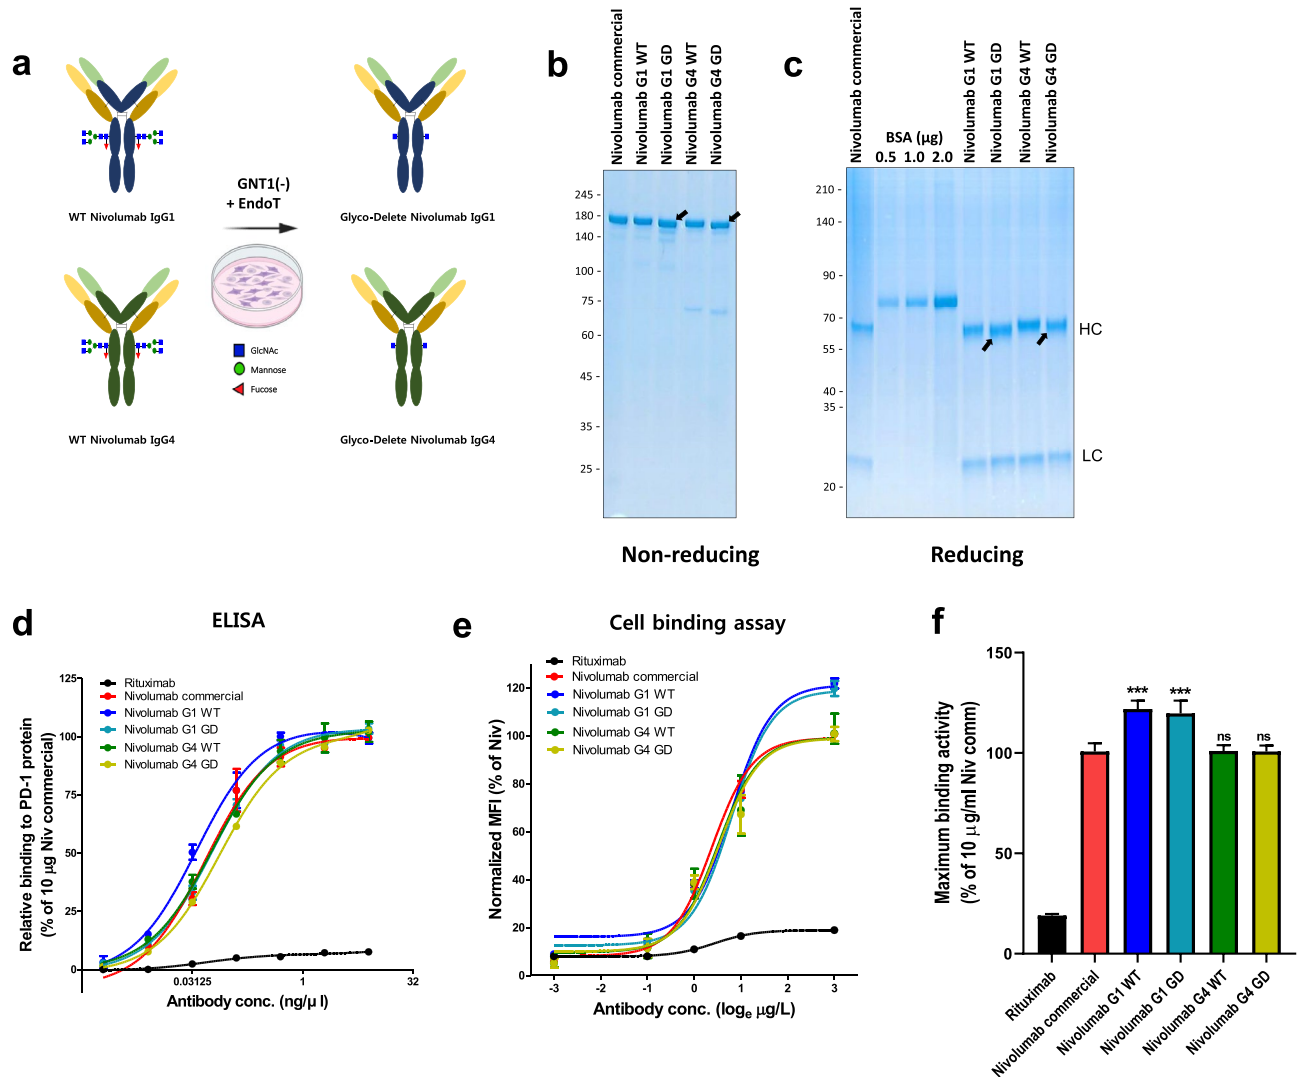 a
WT Nivolumab IgG1
Glyco-Delete Nivolumab IgG1
GNT1(-)
+ EndoT
GlcNAc
Mannose
Fucose
WT Nivolumab IgG4
Glyco-Delete Nivolumab IgG4
b
Nivolumab commercial
Nivolumab G1 WT
Nivolumab G1 GD
Nivolumab G4 WT
Nivolumab G4 GD
245
180
140
100
75
60
45
35
25
Non-reducing
c
Nivolumab commercial
BSA (μg)
0.5 1.0 2.0
Nivolumab G1 WT
Nivolumab G1 GD
Nivolumab G4 WT
Nivolumab G4 GD
210
140
90
70
55
40
35
20
HC
LC
Reducing
d
ELISA
Rituximab
Nivolumab commercial
Nivolumab G1 WT
Nivolumab G1 GD
Nivolumab G4 WT
Nivolumab G4 GD
Relative binding to PD-1 protein
(% of 10 μg Niv commercial)
125
100
75
50
25
0
0.03125 1 32
Antibody conc. (ng/μ l)
e
Cell binding assay
Rituximab
Nivolumab commercial
Nivolumab G1 WT
Nivolumab G1 GD
Nivolumab G4 WT
Nivolumab G4 GD
Normalized MFI (% of Niv)
120
100
80
60
40
20
0
-3 -2 -1 0 1 2 3
Antibody conc. (loge μg/L)
f
Maximum binding activity
(% of 10 μg/ml Niv comm)
150
100
50
0
*** *** ns ns
Rituximab
Nivolumab commercial
Nivolumab G1 WT
Nivolumab G1 GD
Nivolumab G4 WT
Nivolumab G4 GD